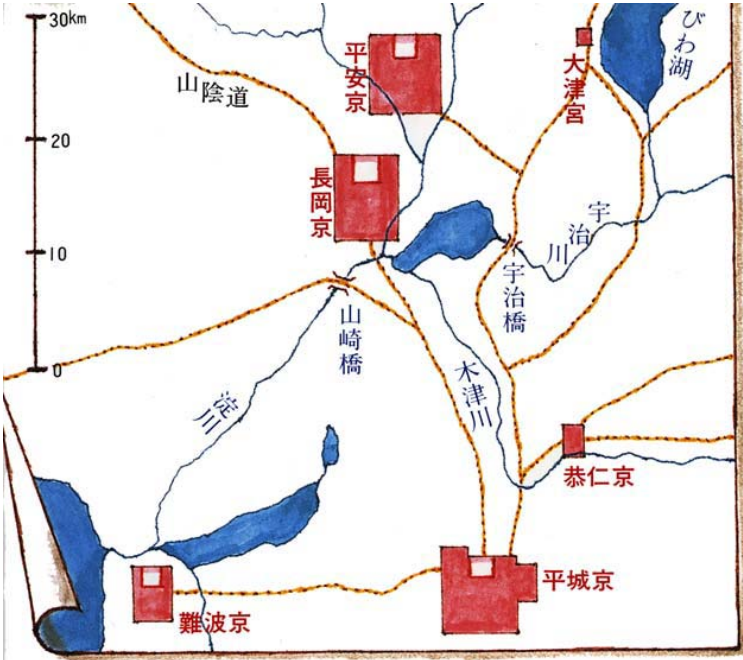 30km
20
10
0
山陰道
平安京
大津宮
びわ湖
長岡京
宇治川
宇治橋
山崎橋
淀川
木津川
恭仁京
平城京
難波京